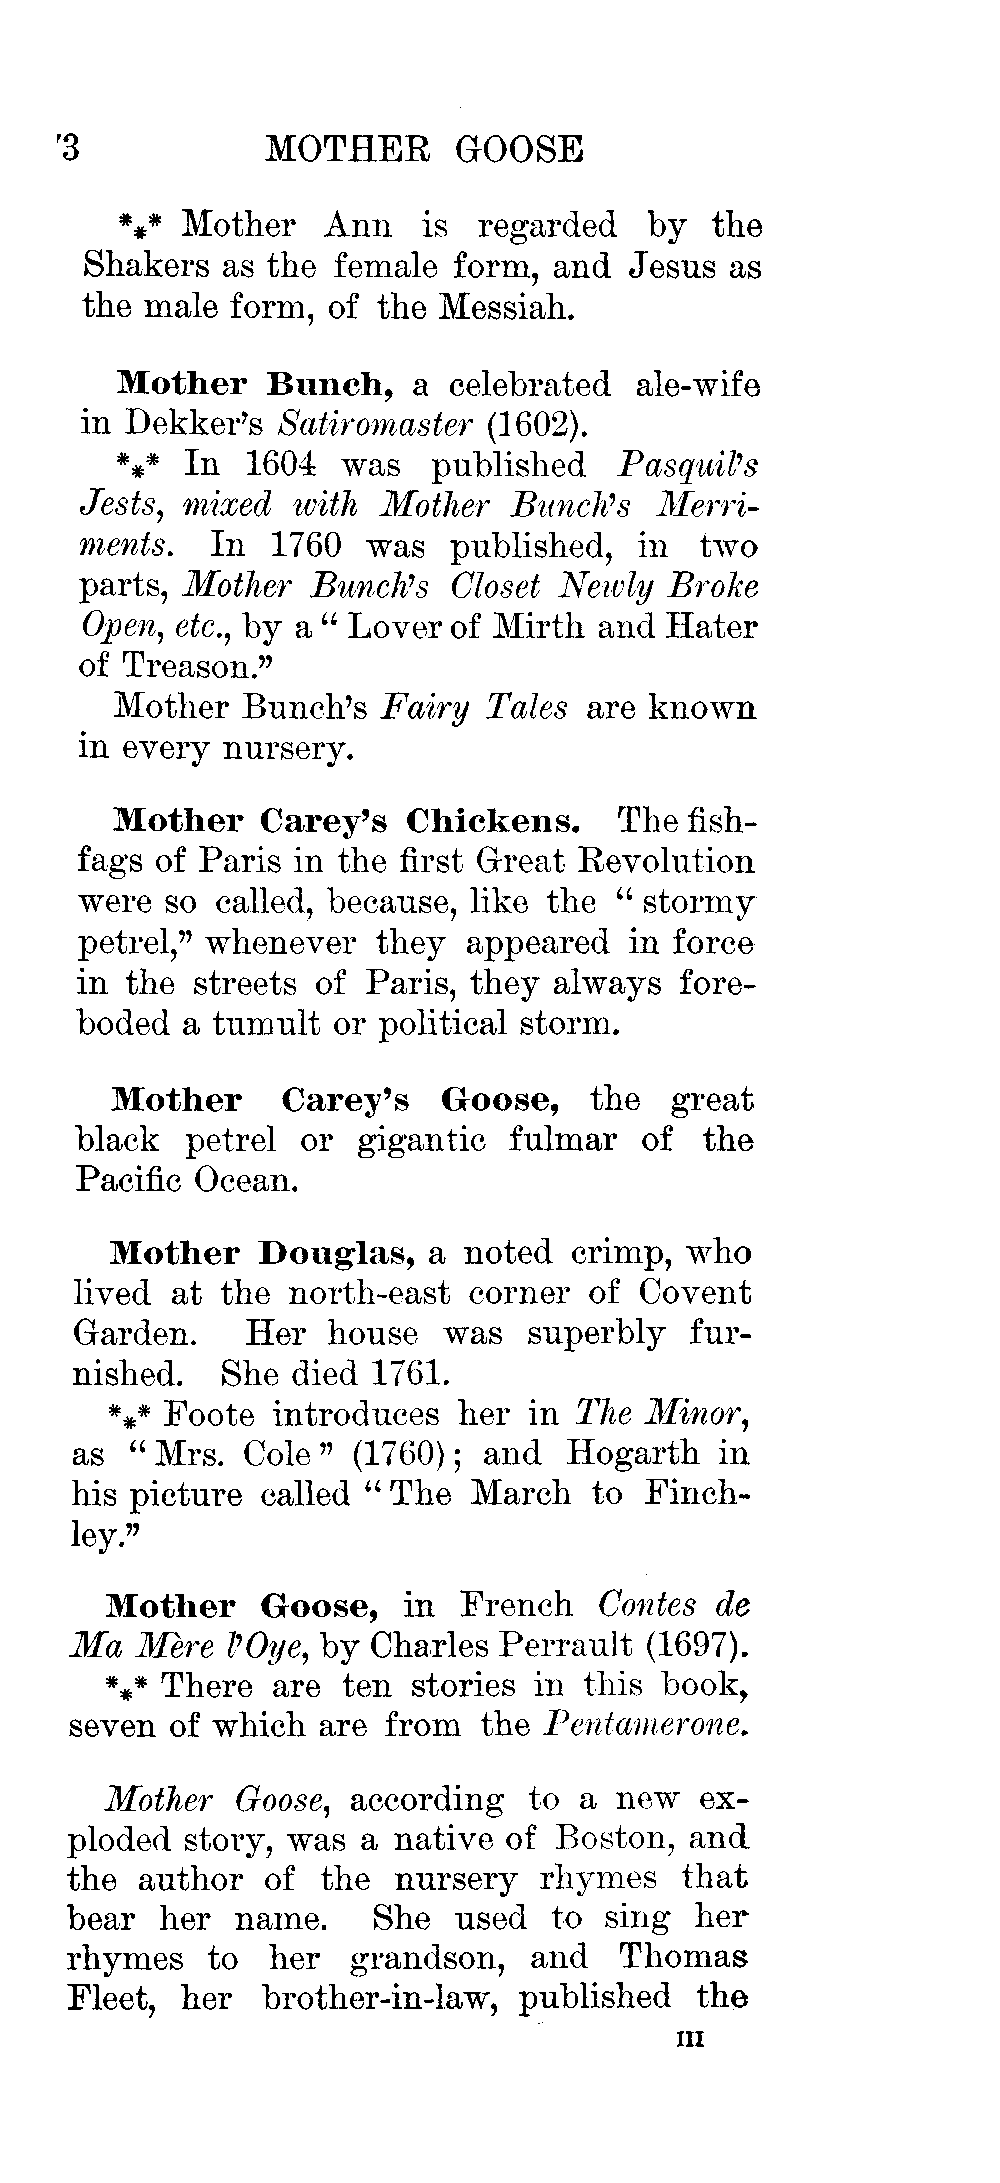 '3 MOTHER GOOSE
*⁎* Mother Ann is regarded by the
Shakers as the female form, and Jesus as
the male form, of the Messiah.
Mother Bunch, a celebrated ale-wife
in Dekker's Satiromaster (1602).
*⁎* In 1604 was published Pasquil's
Jests, mixed with Mother Bunch's Merri-
ments. In 1760 was published, in two
parts, Mother Bunch's Closet Newly Broke
Open, etc., by a “ Lover of Mirth and Hater
of Treason.”
Mother Bunch's Fairy Tales are known
in every nursery.
Mother Carey's Chickens. The fish-
fags of Paris in the first Great Revolution
were so called, because, like the “ stormy
petrel,” whenever they appeared in force
in the streets of Paris, they always fore-
boded a tumult or political storm.
Mother Carey's Goose, the great
black petrel or gigantic fulmar of the
Pacific Ocean.
Mother Douglas, a noted crimp, who
lived at the north-east corner of Covent
Garden. Her house was superbly fur-
nished. She died 1761.
*⁎* Foote introduces her in The Minor,
as “ Mrs. Cole ” (1760) ; and Hogarth in
his picture called “ The March to Finch-
ley.”
Mother Goose, in French Contes de
Ma Mère l'Oye, by Charles Perrault (1697).
*⁎* There are ten stories in this book,
seven of which are from the Pentamerone.
Mother Goose, according to a new ex-
ploded story, was a native of Boston, and
the author of the nursery rhymes that
bear her name. She used to sing her
rhymes to her grandson, and Thomas
Fleet, her brother-in-law, published the
III